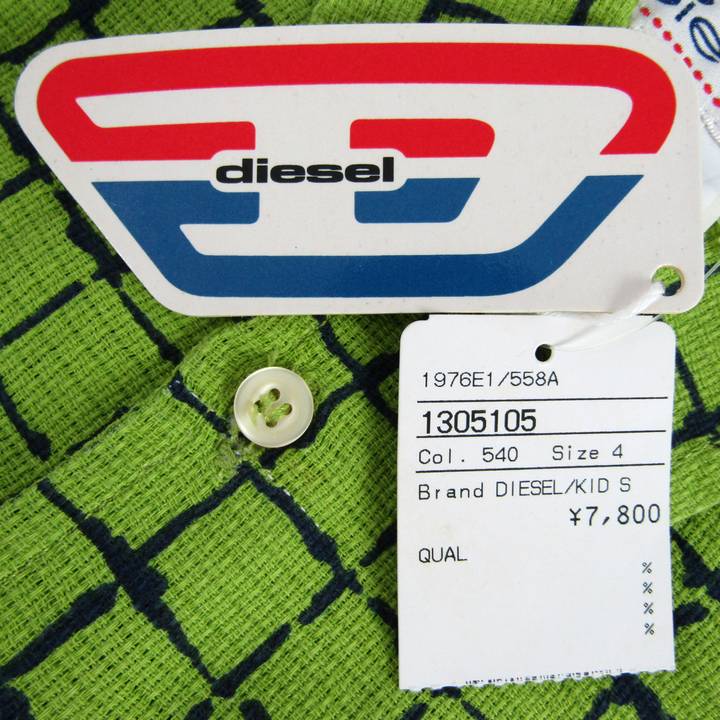 diesel
1976E1/558A
1305105
Col. 540 Size 4
Brand DIESEL/KID S
¥7,800
QUAL
%
%
%
%